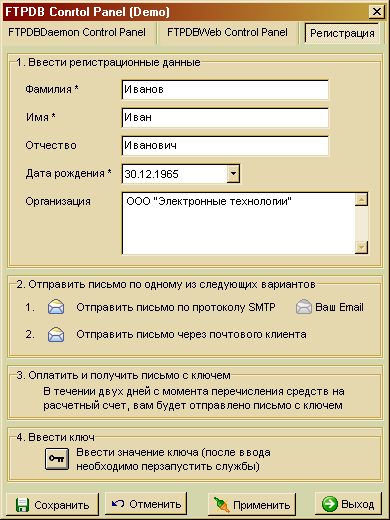 FTPDB Conrtol Panel (Demo)
FTPDBDaemon Control Panel FTPDBWeb Control Panel Регистрация
1. Ввести регистрационные данные
Фамилия * Иванов
Имя * Иван
Отчество Иванович
Дата рождения * 30.12.1965
Организация ООО "Электронные технологии"
2. Отправить письмо по одному из следующих вариантов
1. Отправить письмо по протоколу SMTP Ваш Email
2. Отправить письмо через почтового клиента
3. Оплатить и получить письмо с ключем
В течении двух дней с момента перечисления средств на
расчетный счет, вам будет отправлено письмо с ключем
4. Ввести ключ
Ввести значение ключа (после ввода
необходимо перзапустить службы)
Сохранить Отменить Применить Выход